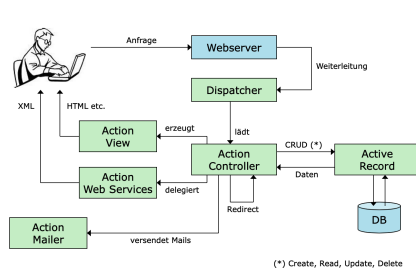 Anfrage
Webserver
Weiterleitung
Dispatcher
XML
HTML etc.
Action
View
erzeugt
lädt
Action
Controller
CRUD (*)
Daten
Active
Record
Action
Web Services
delegiert
Redirect
DB
Action
Mailer
versendet Mails
(*) Create, Read, Update, Delete